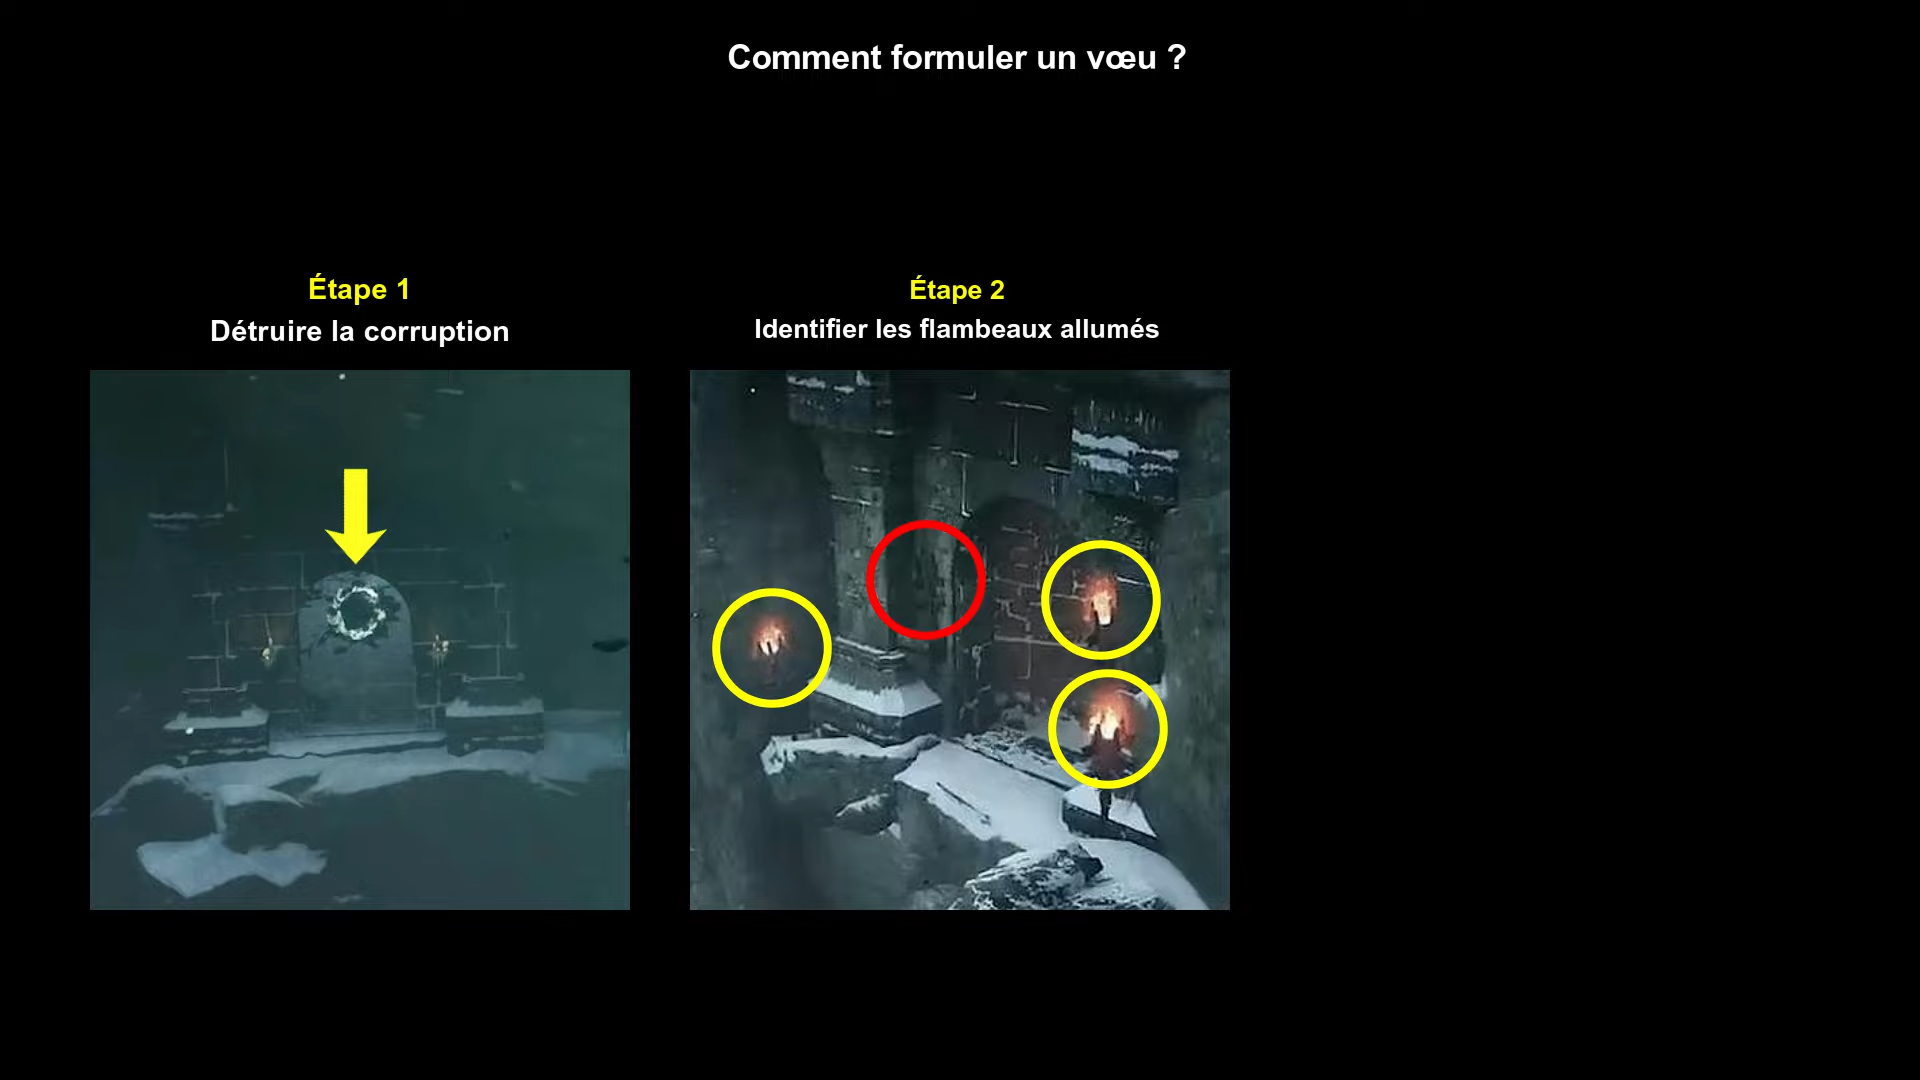 Comment formuler un vœu ?
Étape 1
Détruire la corruption
Étape 2
Identifier les flambeaux allumés